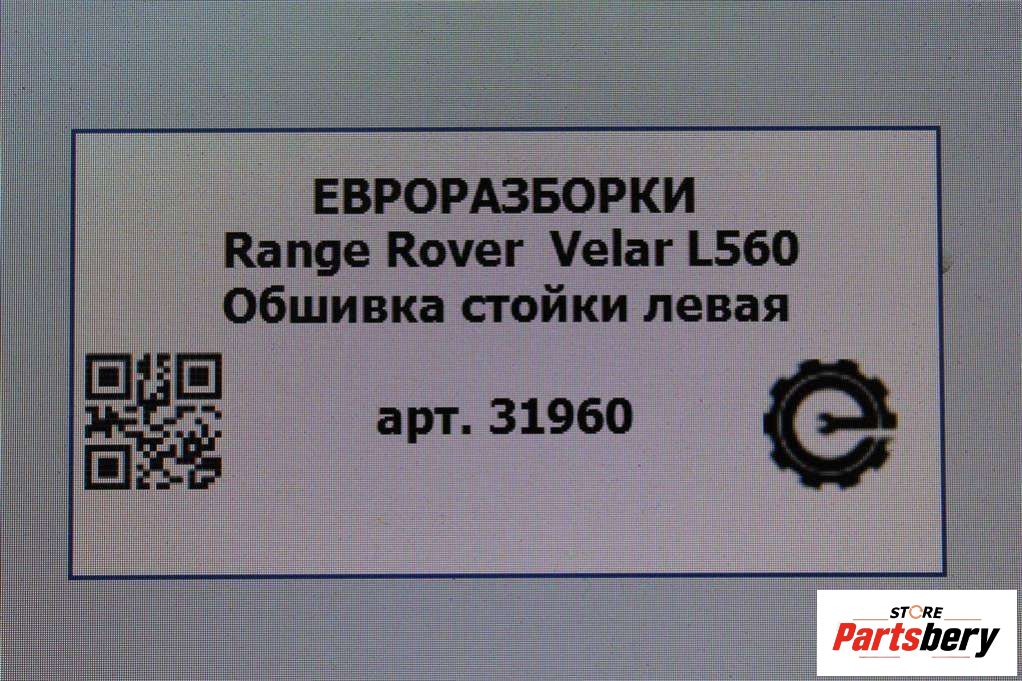 ЕВРОРАЗБОРКИ
Range Rover Velar L560
Обшивка стойки левая
арт. 31960
STORE
Partsbery